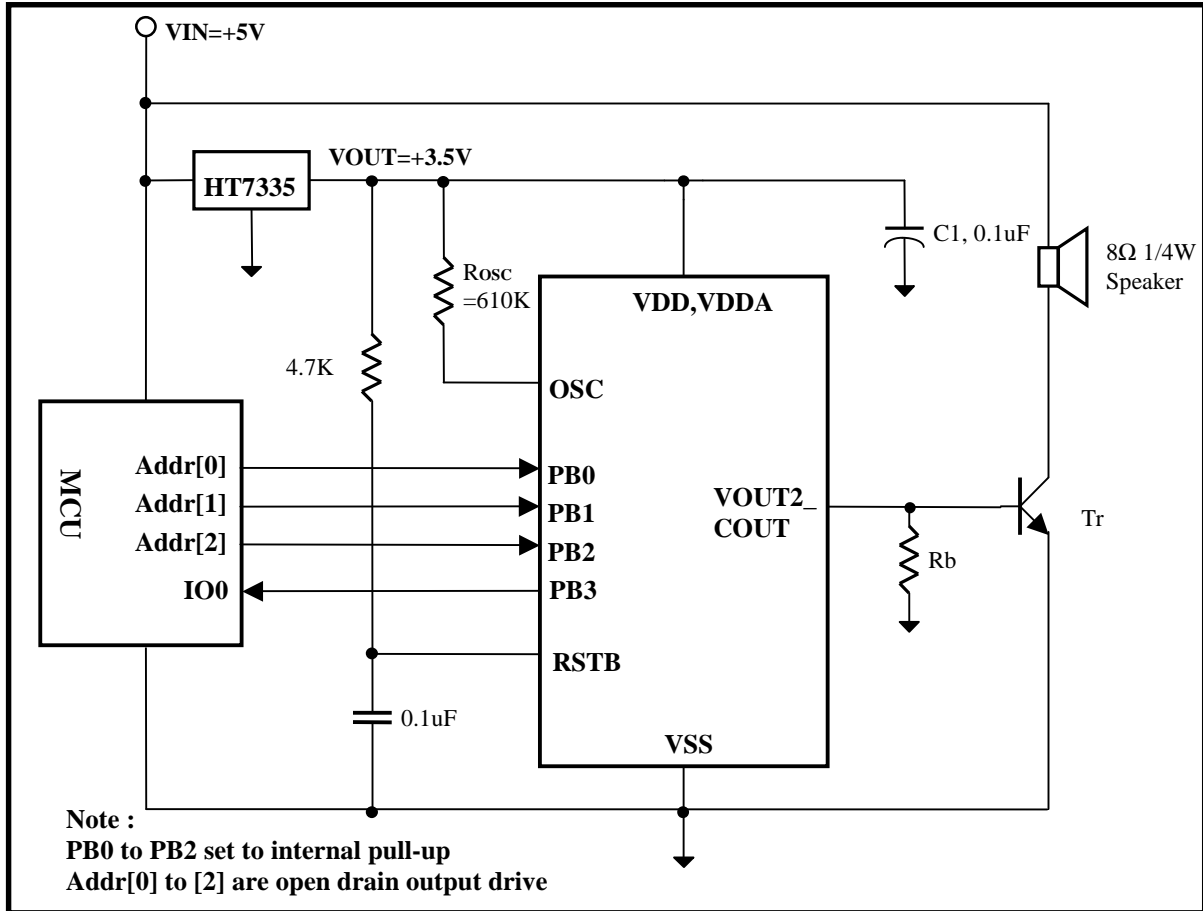 VIN=+5V
VOUT=+3.5V
HT7335
C1, 0.1uF
8Ω 1/4W
Speaker
Rosc
=610K
VDD,VDDA
4.7K
OSC
MCU
Addr[0]
Addr[1]
Addr[2]
IO0
PB0
PB1
PB2
PB3
VOUT2_
COUT
Tr
Rb
RSTB
0.1uF
VSS
Note :
PB0 to PB2 set to internal pull-up
Addr[0] to [2] are open drain output drive